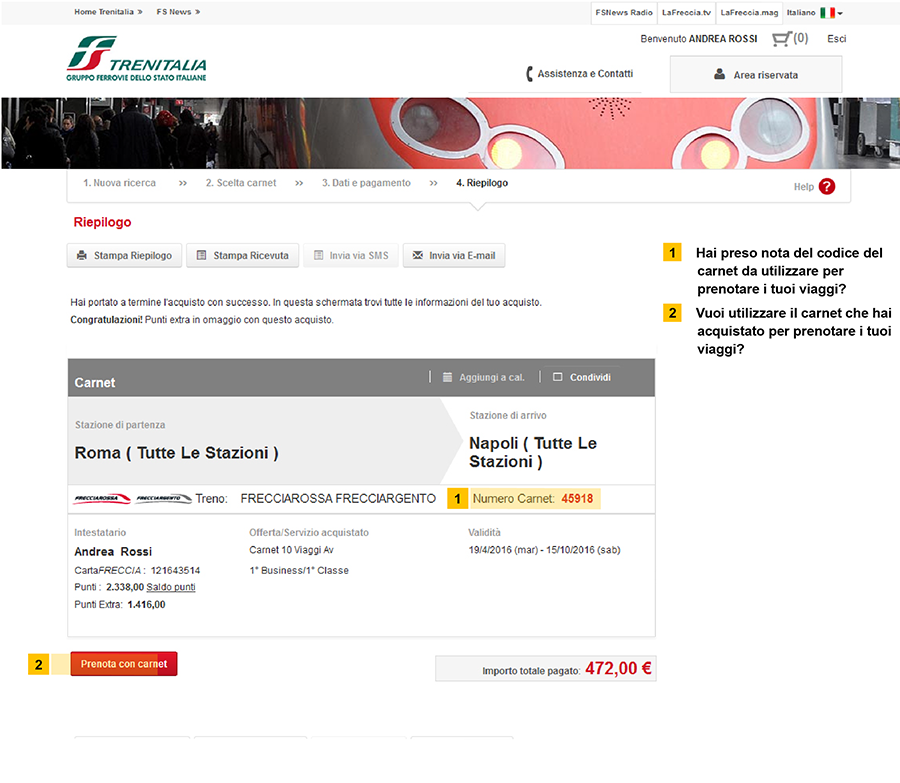 Home Trenitalia » FS News »
FSNews Radio LaFreccia.tv LaFreccia.mag Italiano
Benvenuto ANDREA ROSSI (0) Esci
TRENITALIA
GRUPPO FERROVIE DELLO STATO ITALIANE
Assistenza e Contatti
Area riservata
1. Nuova ricerca » 2. Scelta carnet » 3. Dati e pagamento » 4. Riepilogo
Help ?
Riepilogo
Stampa Riepilogo Stampa Ricevuta Invia via SMS Invia via E-mail
1 Hai preso nota del codice del
carnet da utilizzare per
prenotare i tuoi viaggi?
2 Vuoi utilizzare il carnet che hai
acquistato per prenotare i tuoi
viaggi?
Hai portato a termine l'acquisto con successo. In questa schermata trovi tutte le informazioni del tuo acquisto.
Congratulazioni! Punti extra in omaggio con questo acquisto.
Carnet
Aggiungi a cal. Condividi
Stazione di partenza
Roma ( Tutte Le Stazioni )
Stazione di arrivo
Napoli ( Tutte Le
Stazioni )
FRECCIAROSSA FRECCIARGENTO Treno: FRECCIAROSSA FRECCIARGENTO 1 Numero Carnet: 45918
Intestatario
Andrea Rossi
CartaFRECCIA : 121643514
Punti : 2.338,00 Saldo punti
Punti Extra: 1.416,00
Offerta/Servizio acquistato
Carnet 10 Viaggi Av
1° Business/1° Classe
Validità
19/4/2016 (mar) - 15/10/2016 (sab)
2 Prenota con carnet
Importo totale pagato: 472,00 €